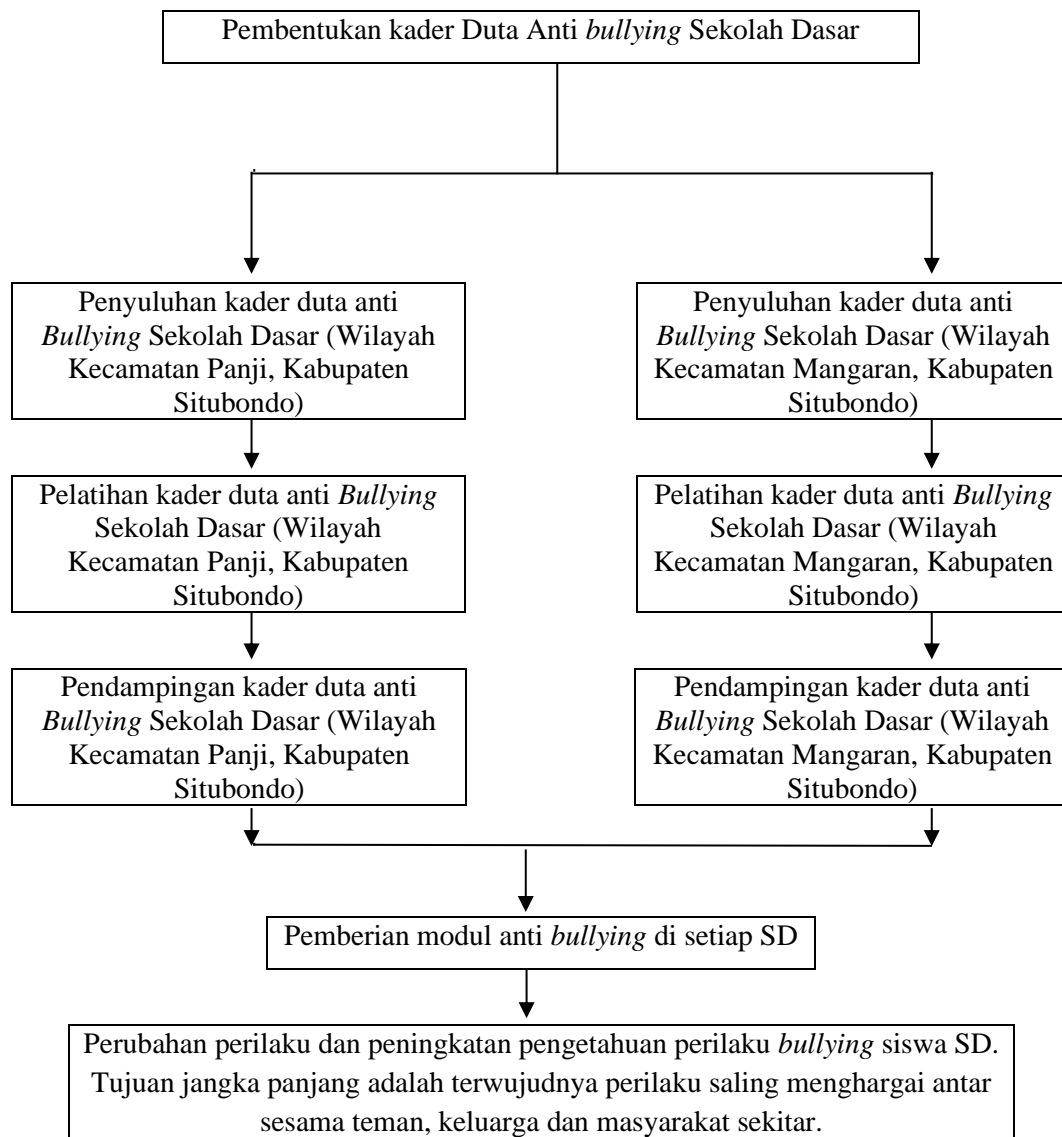 Pembentukan kader Duta Anti bullying Sekolah Dasar
Penyuluhan kader duta anti
Bullying Sekolah Dasar (Wilayah
Kecamatan Panji, Kabupaten
Situbondo)
Penyuluhan kader duta anti
Bullying Sekolah Dasar (Wilayah
Kecamatan Mangaran, Kabupaten
Situbondo)
Pelatihan kader duta anti Bullying
Sekolah Dasar (Wilayah
Kecamatan Panji, Kabupaten
Situbondo)
Pelatihan kader duta anti Bullying
Sekolah Dasar (Wilayah
Kecamatan Mangaran, Kabupaten
Situbondo)
Pendampingan kader duta anti
Bullying Sekolah Dasar (Wilayah
Kecamatan Panji, Kabupaten
Situbondo)
Pendampingan kader duta anti
Bullying Sekolah Dasar (Wilayah
Kecamatan Mangaran, Kabupaten
Situbondo)
Pemberian modul anti bullying di setiap SD
Perubahan perilaku dan peningkatan pengetahuan perilaku bullying siswa SD.
Tujuan jangka panjang adalah terwujudnya perilaku saling menghargai antar
sesama teman, keluarga dan masyarakat sekitar.